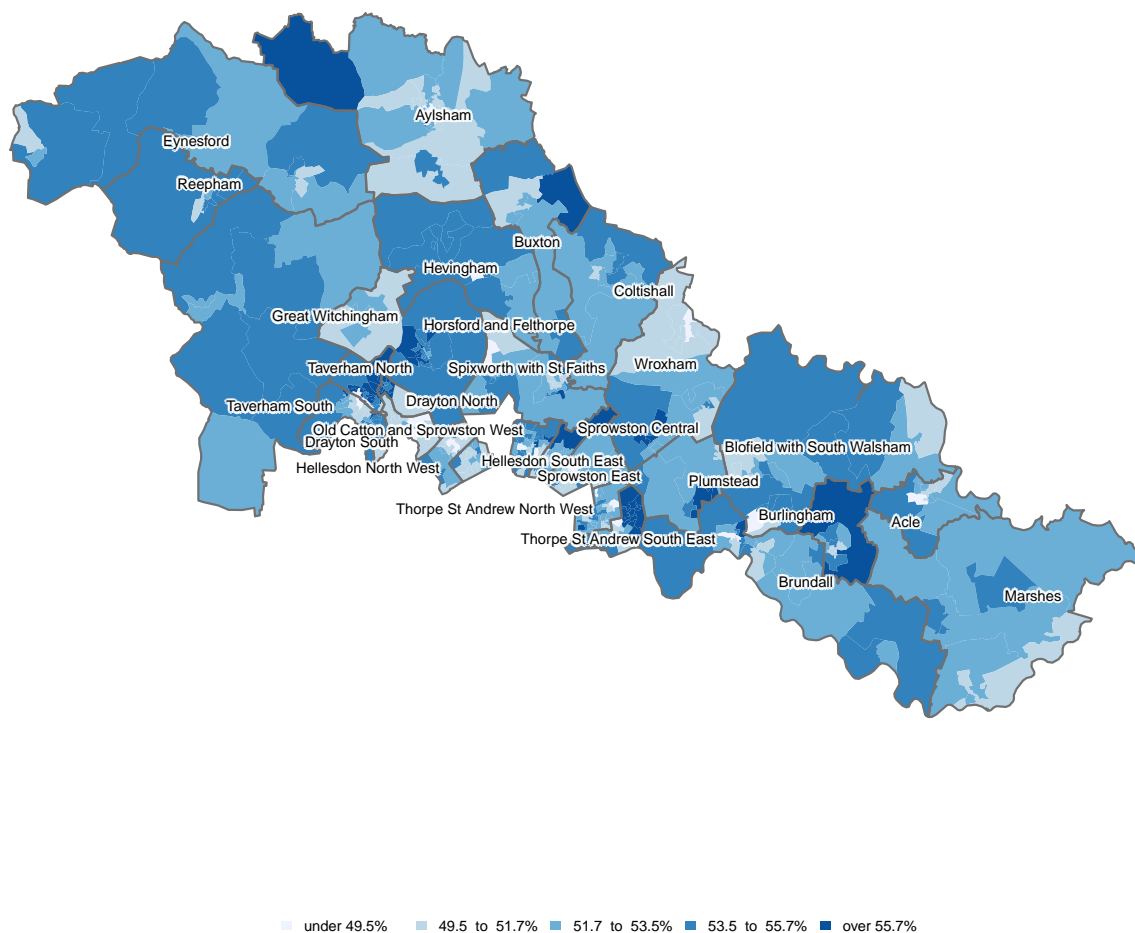 Aylsham
Eynesford
Reepham
Buxton
Hevingham
Coltishall
Great Witchingham
Horsford and Felthorpe
Wroxham
Taverham North
Spixworth with St Faiths
Drayton North
Taverham South
Old Catton and Sprowston West
Sprowston Central
Drayton South
Blofield with South Walsham
Hellesdon South East
Hellesdon North West
Sprowston East
Plumstead
Thorpe St Andrew North West
Burlingham
Acle
Thorpe St Andrew South East
Brundall
Marshes
under 49.5% 49.5 to 51.7% 51.7 to 53.5% 53.5 to 55.7% over 55.7%